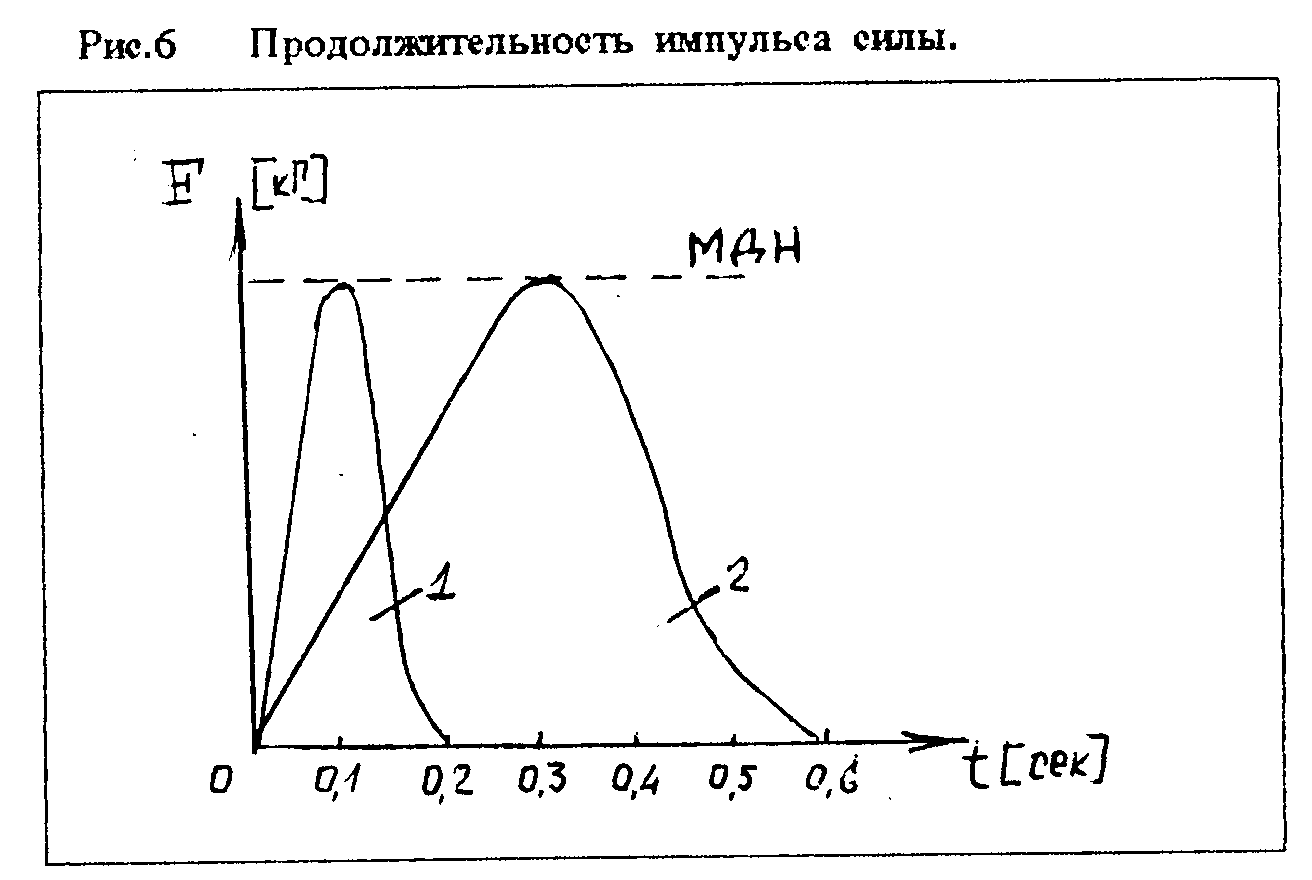 Рис.6 Продолжительность импульса силы.
F [кП]
МДН
1
2
0 0,1 0,2 0,3 0,4 0,5 0,6 t[сек]